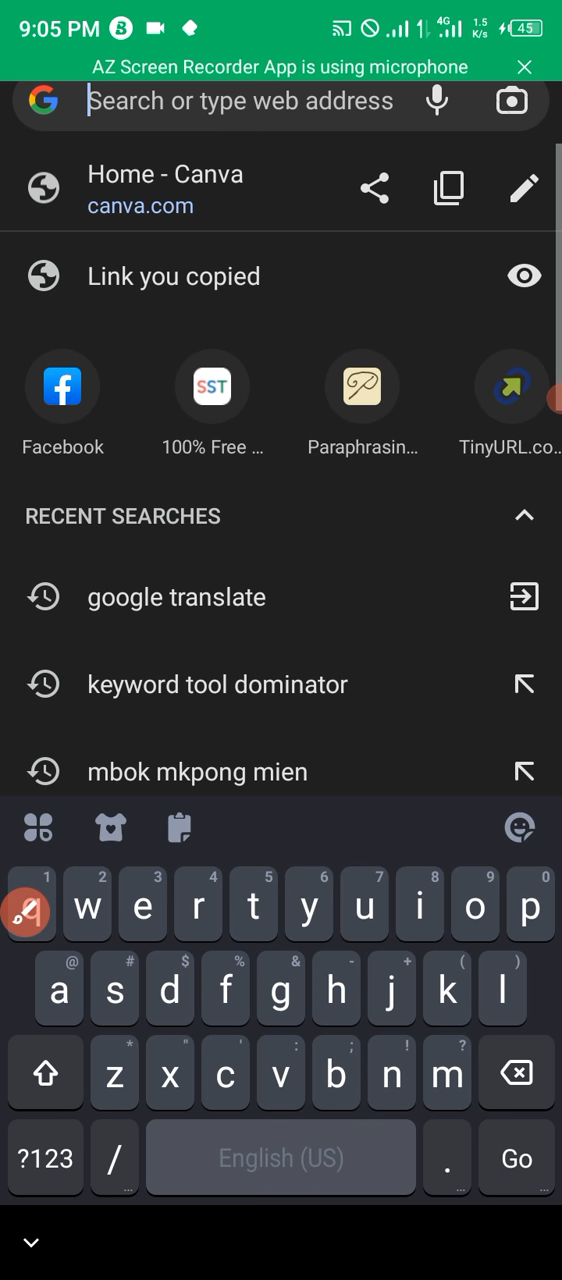 9:05 PM B 4G 1.5 K/s 45
AZ Screen Recorder App is using microphone
Search or type web address
Home - Canva
canva.com
Link you copied
SST
Facebook 100% Free ... Paraphrasin... TinyURL.co...
RECENT SEARCHES
google translate
keyword tool dominator
mbok mkpong mien
1 2 3 4 5 6 7 8 9 0
q w e r t y u i o p
@ # $ % & - + ( )
a s d f g h j k l
* " ' : ; ! ?
z x c v b n m
?123 / English (US) . Go